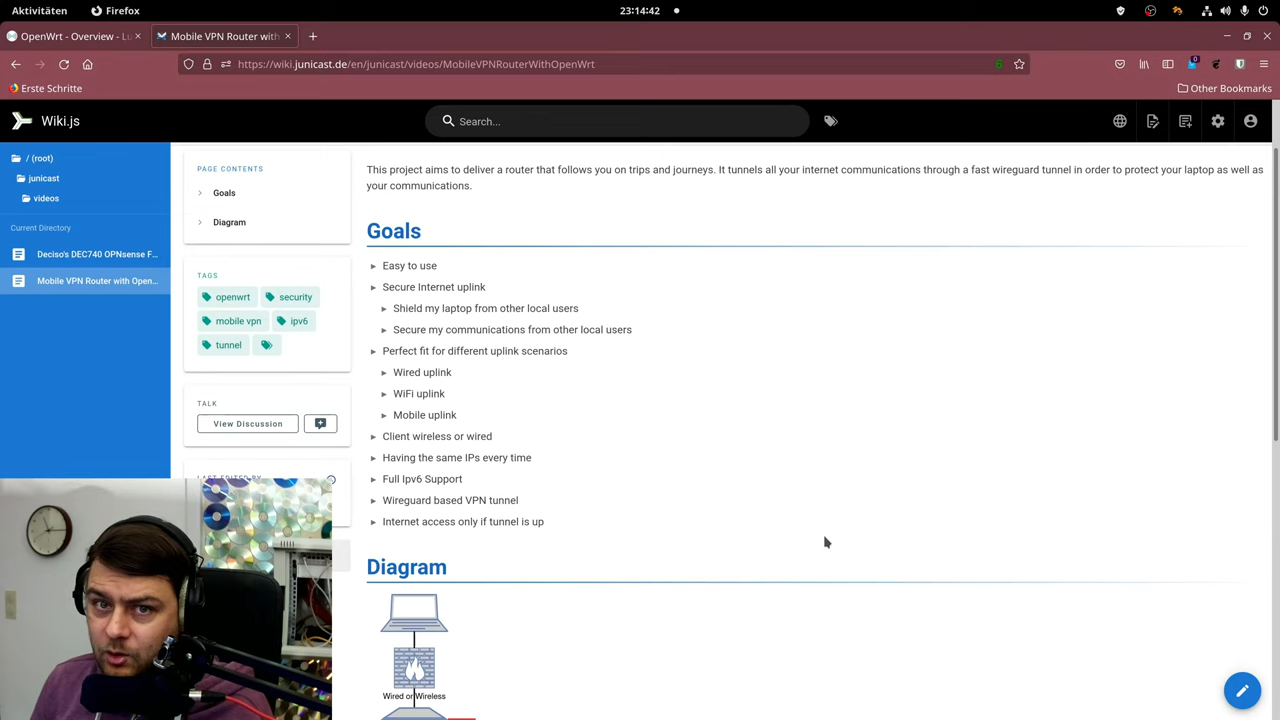 Aktivitäten
Firefox
23:14:42
OpenWrt - Overview - Lu
Mobile VPN Router with
https://wiki.junicast.de/en/junicast/videos/MobileVPNRouterWithOpenWrt
Erste Schritte
Other Bookmarks
Wiki.js
Search...
/ (root)
junicast
videos
Current Directory
Deciso's DEC740 OPNsense F...
Mobile VPN Router with Open...
PAGE CONTENTS
Goals
Diagram
TAGS
openwrt
security
mobile vpn
ipv6
tunnel
TALK
View Discussion
LAST EDITED BY
This project aims to deliver a router that follows you on trips and journeys. It tunnels all your internet communications through a fast wireguard tunnel in order to protect your laptop as well as
your communications.
Goals
Easy to use
Secure Internet uplink
Shield my laptop from other local users
Secure my communications from other local users
Perfect fit for different uplink scenarios
Wired uplink
WiFi uplink
Mobile uplink
Client wireless or wired
Having the same IPs every time
Full Ipv6 Support
Wireguard based VPN tunnel
Internet access only if tunnel is up
Diagram
Wired or Wireless